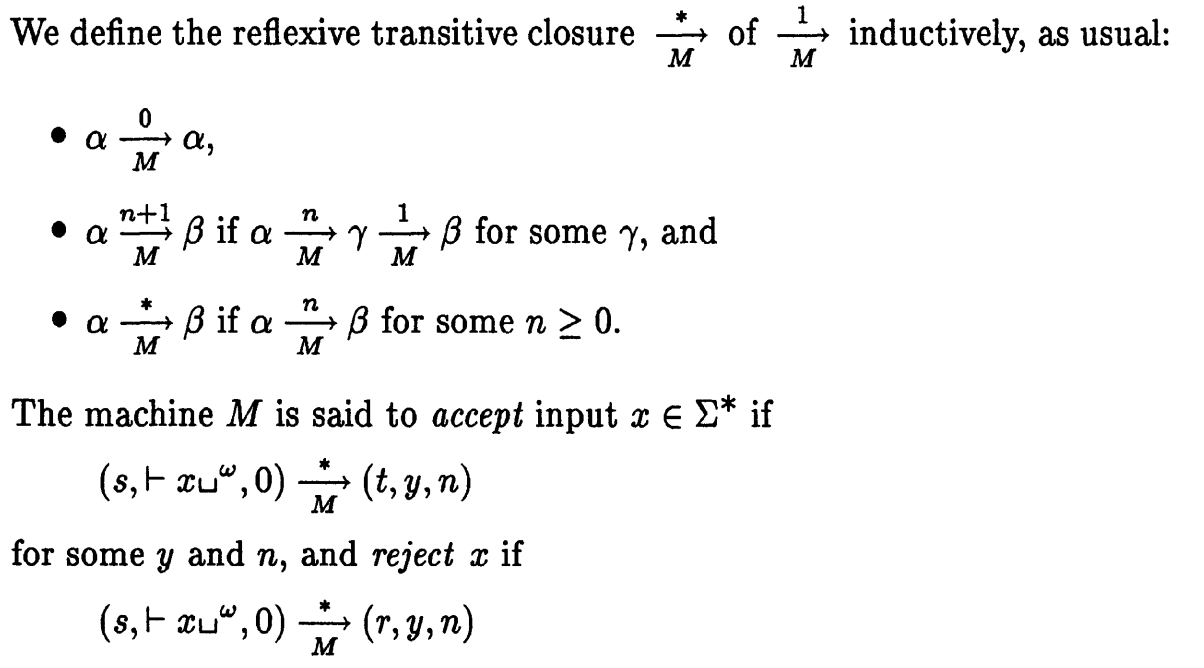 We define the reflexive transitive closure $\xrightarrow[M]{*}$ of $\xrightarrow[M]{1}$ inductively, as usual:
• $\alpha \xrightarrow[M]{0} \alpha$,
• $\alpha \xrightarrow[M]{n+1} \beta$ if $\alpha \xrightarrow[M]{n} \gamma \xrightarrow[M]{1} \beta$ for some $\gamma$, and
• $\alpha \xrightarrow[M]{*} \beta$ if $\alpha \xrightarrow[M]{n} \beta$ for some $n \geq 0$.
The machine $M$ is said to accept input $x \in \Sigma^*$ if
$(s, \vdash x␣^\omega, 0) \xrightarrow[M]{*} (t, y, n)$
for some $y$ and $n$, and reject $x$ if
$(s, \vdash x␣^\omega, 0) \xrightarrow[M]{*} (r, y, n)$